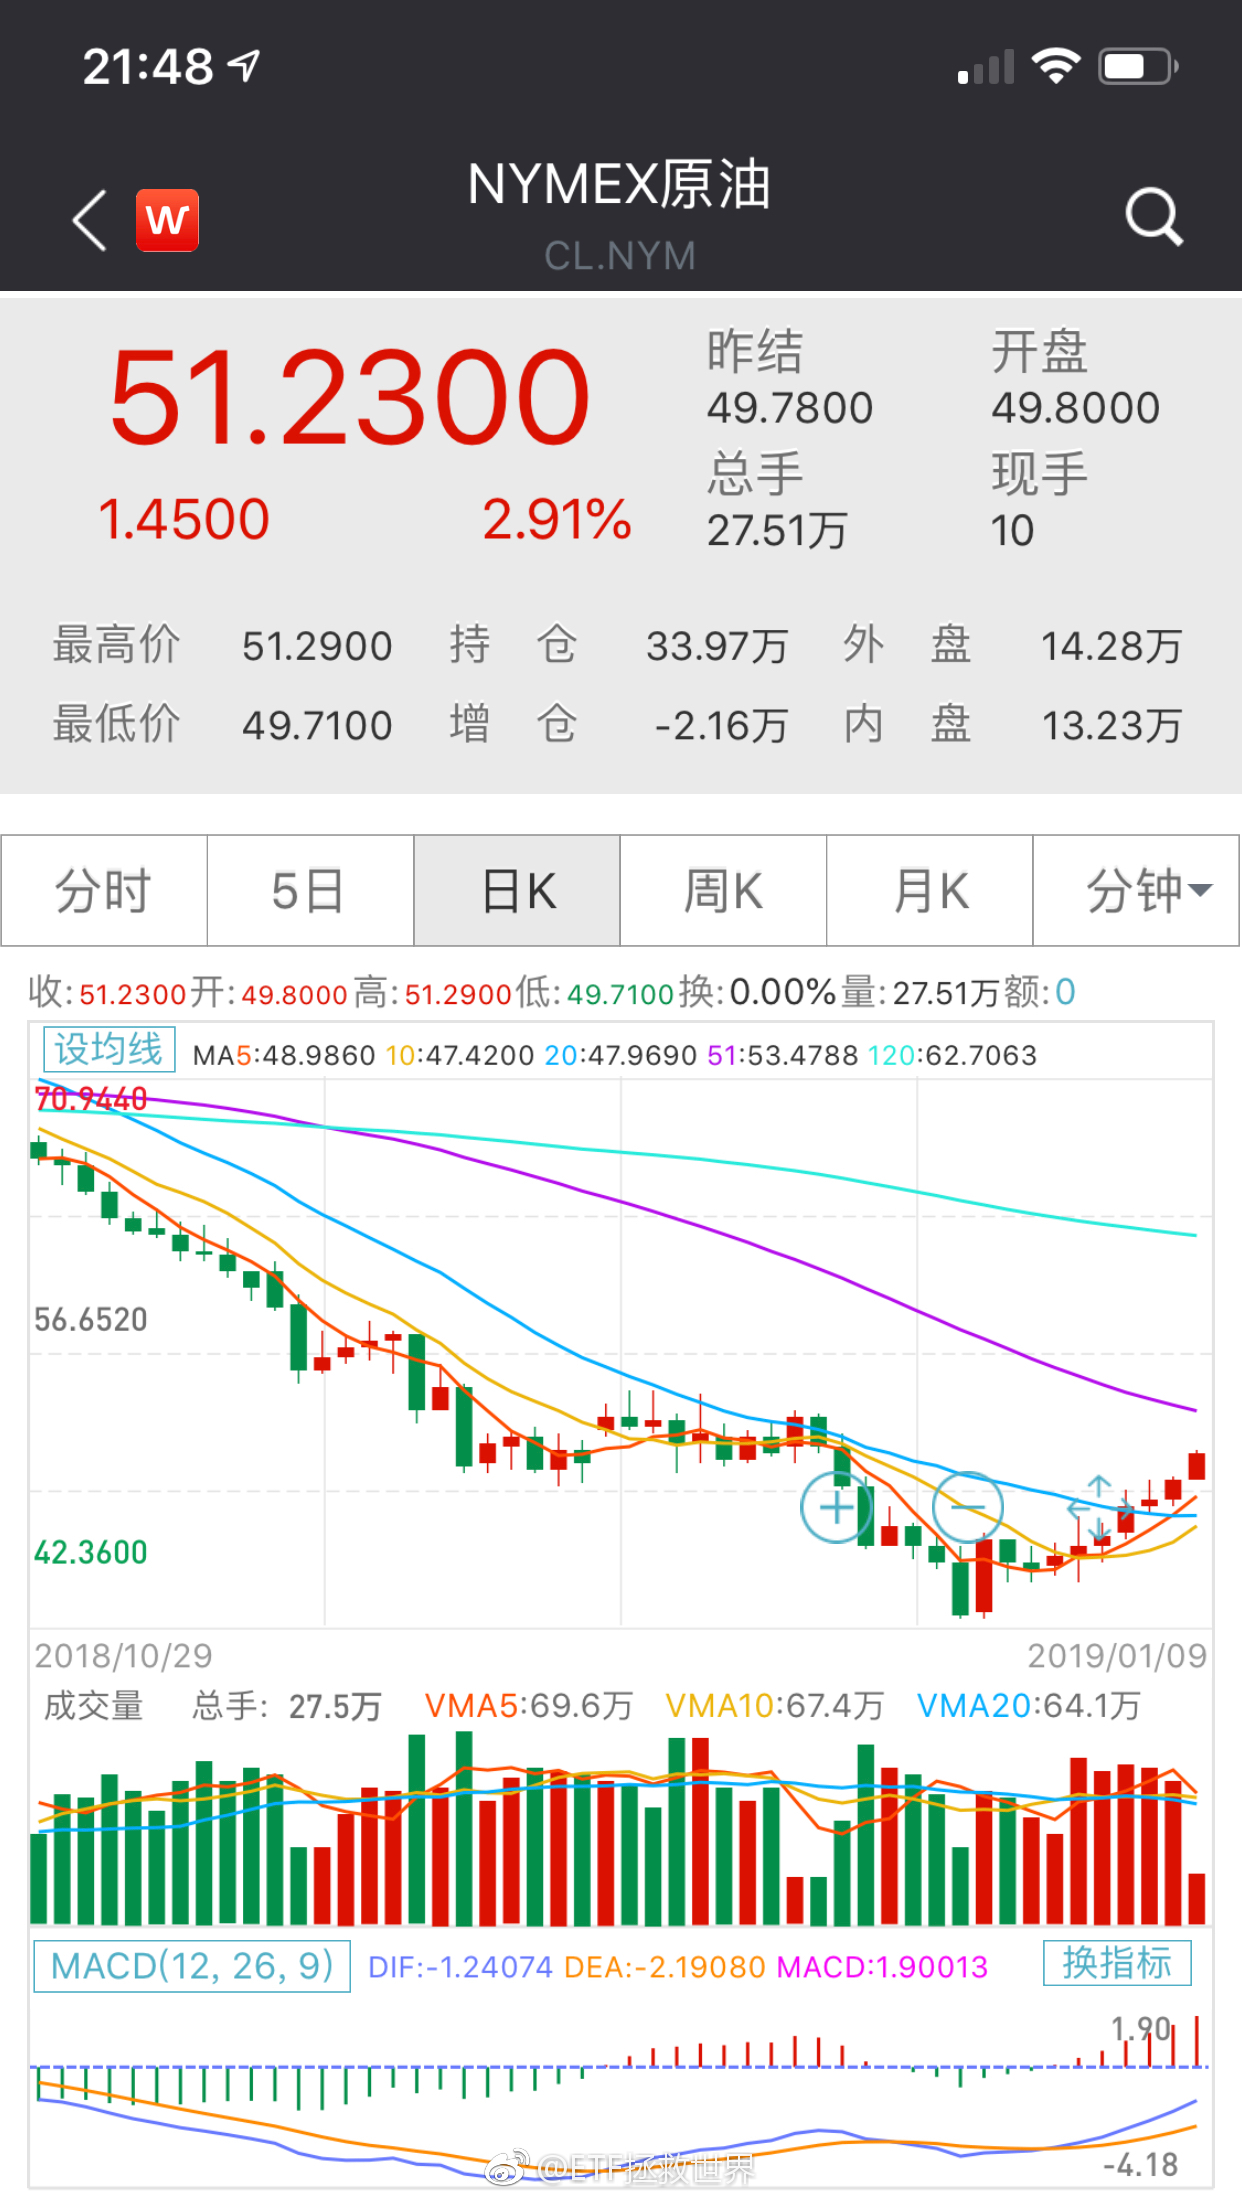 21:48
W
NYMEX原油
CL.NYM
51.2300
1.4500 2.91%
昨结 开盘
49.7800 49.8000
总手 现手
27.51万 10
最高价 51.2900 持仓 33.97万 外盘 14.28万
最低价 49.7100 增仓 -2.16万 内盘 13.23万
分时 5日 日K 周K 月K 分钟
收:51.2300开:49.8000高:51.2900低:49.7100换:0.00%量:27.51万额:0
设均线 MA5:48.9860 10:47.4200 20:47.9690 51:53.4788 120:62.7063
70.9440
56.6520
42.3600
2018/10/29 2019/01/09
成交量 总手: 27.5万 VMA5:69.6万 VMA10:67.4万 VMA20:64.1万
MACD(12, 26, 9) DIF:-1.24074 DEA:-2.19080 MACD:1.90013 换指标
1.90
-4.18
@ETF拯救世界